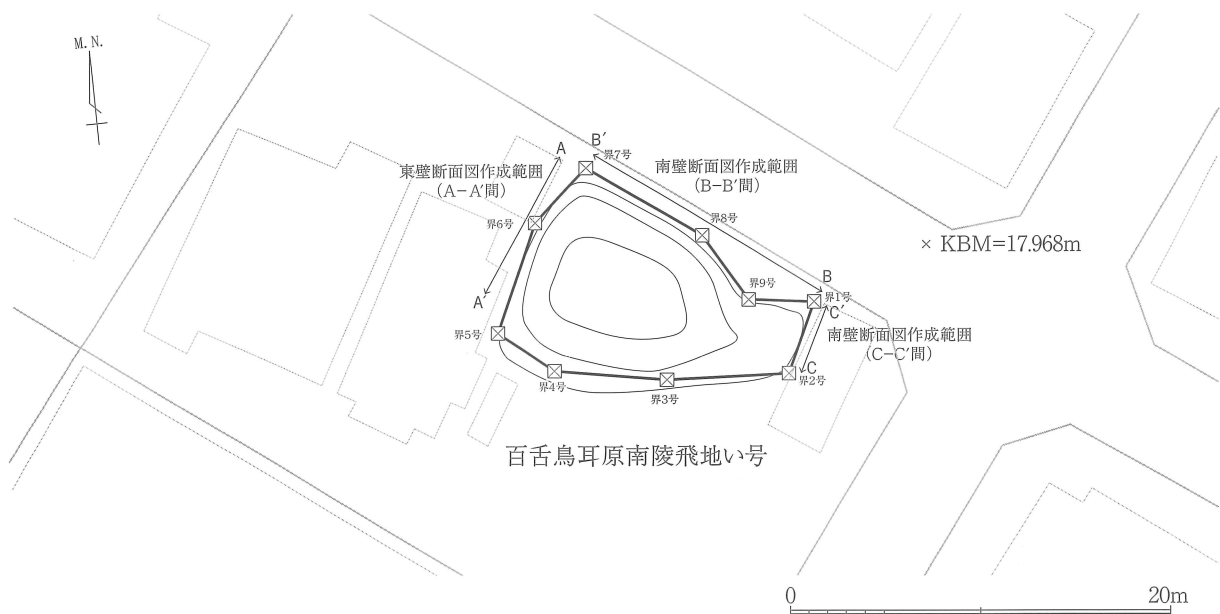 M.N.
A
B′
界7号
東壁断面図作成範囲
(A−A′間)
南壁断面図作成範囲
(B−B′間)
界6号
界8号
× KBM=17.968m
A′
界9号
B
界1号
C′
南壁断面図作成範囲
(C−C′間)
界5号
界4号
界3号
C
界2号
百舌鳥耳原南陵飛地い号
0
20m